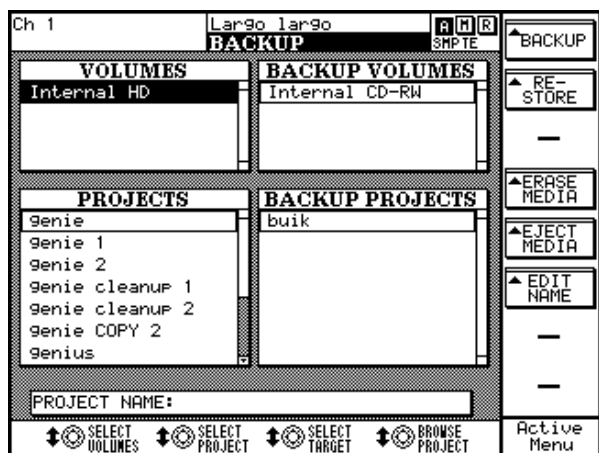 Ch 1
Largo largo
A M R
BACKUP
SMPTE
VOLUMES
Internal HD
BACKUP VOLUMES
Internal CD-RW
PROJECTS
genie
genie 1
genie 2
genie cleanup 1
genie cleanup 2
genie COPY 2
genius
BACKUP PROJECTS
buik
PROJECT NAME:
SELECT VOLUMES
SELECT PROJECT
SELECT TARGET
BROWSE PROJECT
BACKUP
RE-
STORE
ERASE
MEDIA
EJECT
MEDIA
EDIT
NAME
Active
Menu